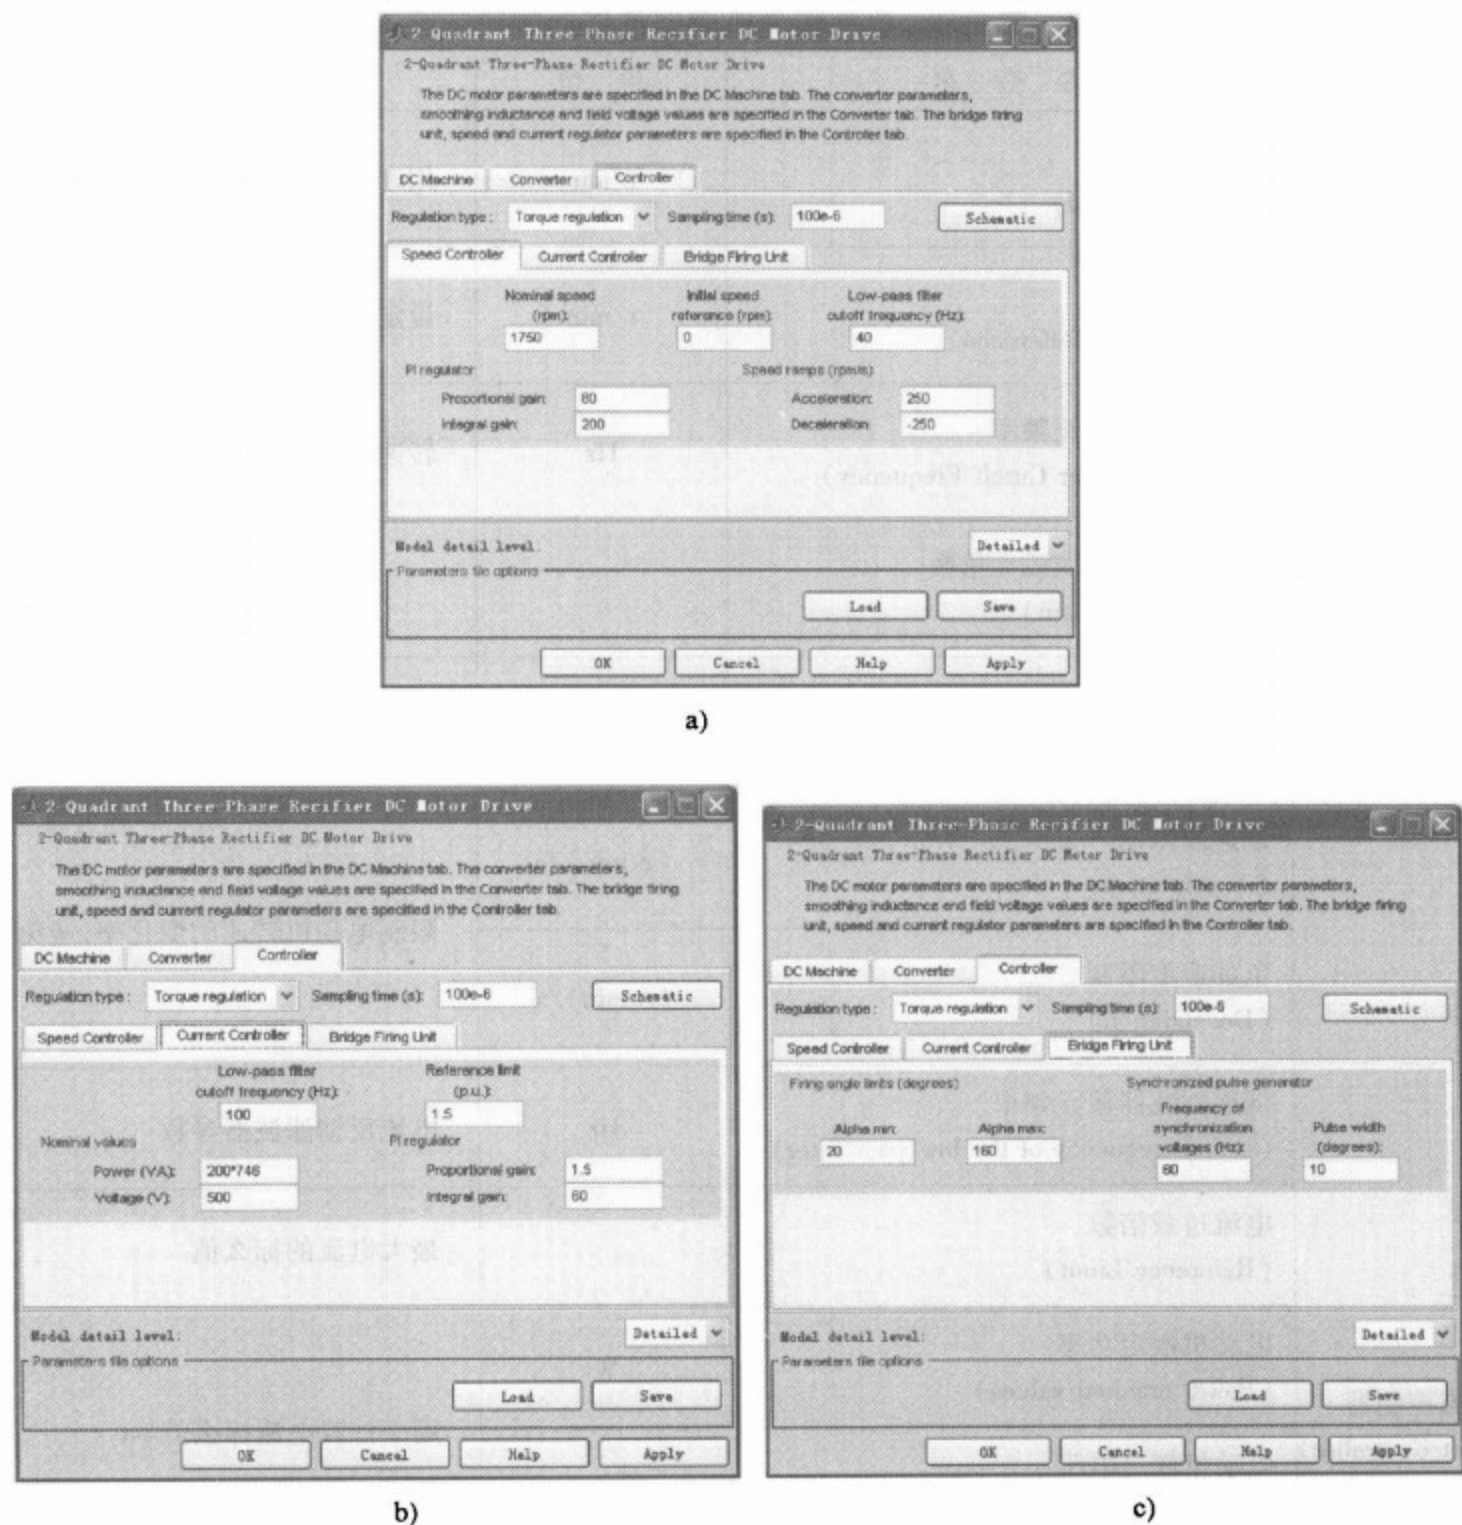 2-Quadrant Three-Phase Recifier DC Motor Drive
2-Quadrant Three-Phase Rectifier DC Motor Drive
The DC motor parameters are specified in the DC Machine tab. The converter parameters,
smoothing inductance and field voltage values are specified in the Converter tab. The bridge firing
unit, speed and current regulator parameters are specified in the Controller tab.
DC Machine Converter Controller
Regulation type : Torque regulation Sampling time (s): 100e-6 Schematic
Speed Controller Current Controller Bridge Firing Unit
Nominal speed Initial speed Low-pass filter
(rpm): reference (rpm): cutoff frequency (Hz):
1750 0 40
PI regulator Speed ramps (rpm/s)
Proportional gain: 80 Acceleration: 250
Integral gain: 200 Deceleration: -250
Model detail level: Detailed
Parameters file options
Load Save
OK Cancel Help Apply
a)
2-Quadrant Three-Phase Recifier DC Motor Drive
2-Quadrant Three-Phase Rectifier DC Motor Drive
The DC motor parameters are specified in the DC Machine tab. The converter parameters,
smoothing inductance and field voltage values are specified in the Converter tab. The bridge firing
unit, speed and current regulator parameters are specified in the Controller tab.
DC Machine Converter Controller
Regulation type : Torque regulation Sampling time (s): 100e-6 Schematic
Speed Controller Current Controller Bridge Firing Unit
Low-pass filter Reference limit
cutoff frequency (Hz): (p.u.):
100 1.5
Nominal values PI regulator
Power (VA): 200*746 Proportional gain: 1.5
Voltage (V): 500 Integral gain: 60
Model detail level: Detailed
Parameters file options
Load Save
OK Cancel Help Apply
b)
2-Quadrant Three-Phase Recifier DC Motor Drive
2-Quadrant Three-Phase Rectifier DC Motor Drive
The DC motor parameters are specified in the DC Machine tab. The converter parameters,
smoothing inductance and field voltage values are specified in the Converter tab. The bridge firing
unit, speed and current regulator parameters are specified in the Controller tab.
DC Machine Converter Controller
Regulation type : Torque regulation Sampling time (s): 100e-6 Schematic
Speed Controller Current Controller Bridge Firing Unit
Firing angle limits (degrees) Synchronized pulse generator
Frequency of
Alpha min: Alpha max: synchronization Pulse width
voltages (Hz): (degrees):
20 160 60 10
Model detail level: Detailed
Parameters file options
Load Save
OK Cancel Help Apply
c)